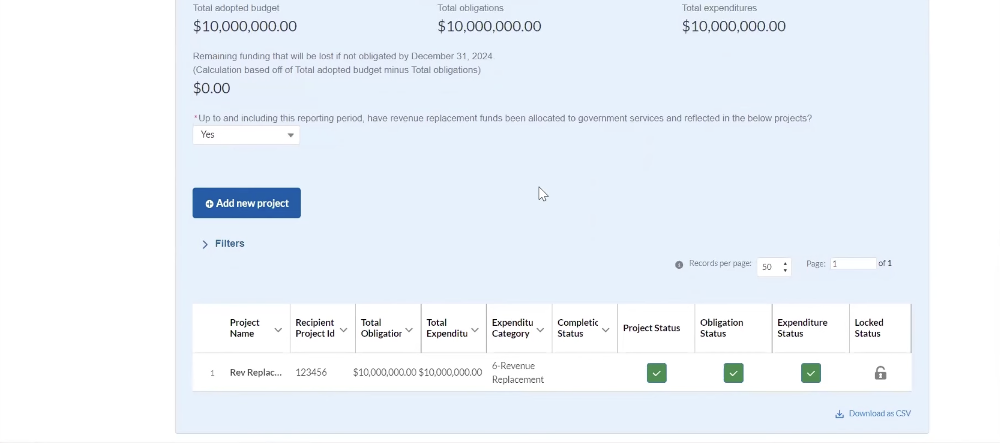 Total adopted budget
Total obligations
Total expenditures
$10,000,000.00
$10,000,000.00
$10,000,000.00
Remaining funding that will be lost if not obligated by December 31, 2024.
(Calculation based off of Total adopted budget minus Total obligations)
$0.00
*Up to and including this reporting period, have revenue replacement funds been allocated to government services and reflected in the below projects?
Yes
Add new project
Filters
Records per page: 50 Page: 1 of 1
Project Name
Recipient Project Id
Total Obligatior
Total Expenditu
Expenditu Category
Completic Status
Project Status
Obligation Status
Expenditure Status
Locked Status
1 Rev Replac... 123456 $10,000,000.00 $10,000,000.00 6-Revenue Replacement
Download as CSV